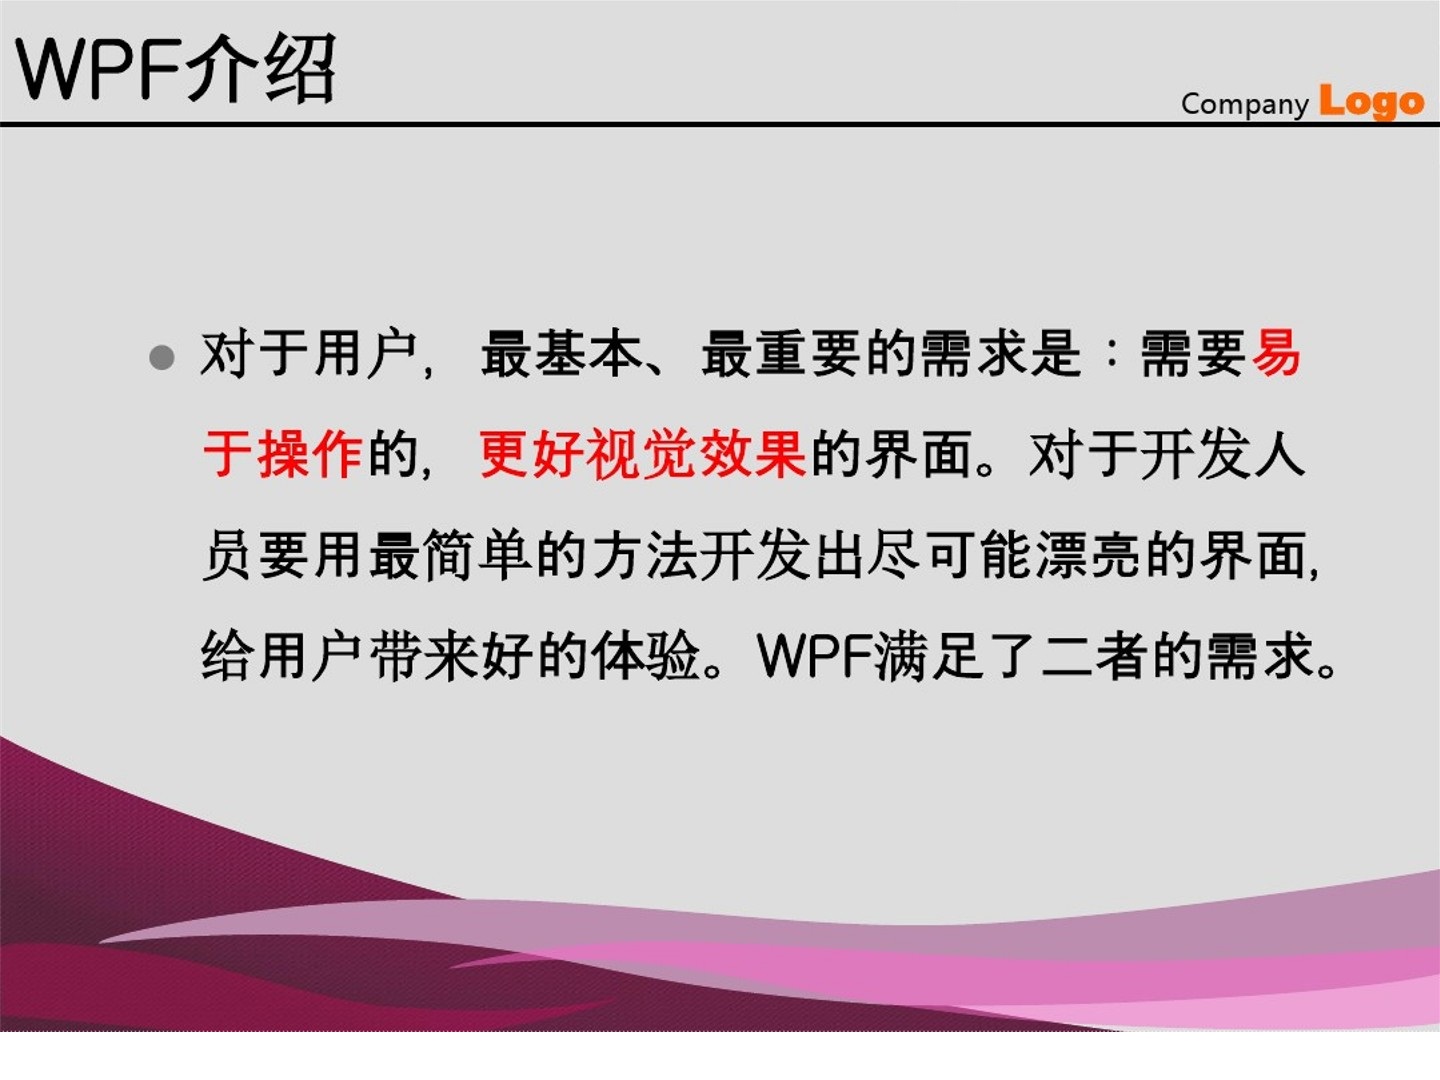 WPF介绍
Company Logo
对于用户，最基本、最重要的需求是：需要易
于操作的，更好视觉效果的界面。对于开发人
员要用最简单的方法开发出尽可能漂亮的界面，
给用户带来好的体验。WPF满足了二者的需求。